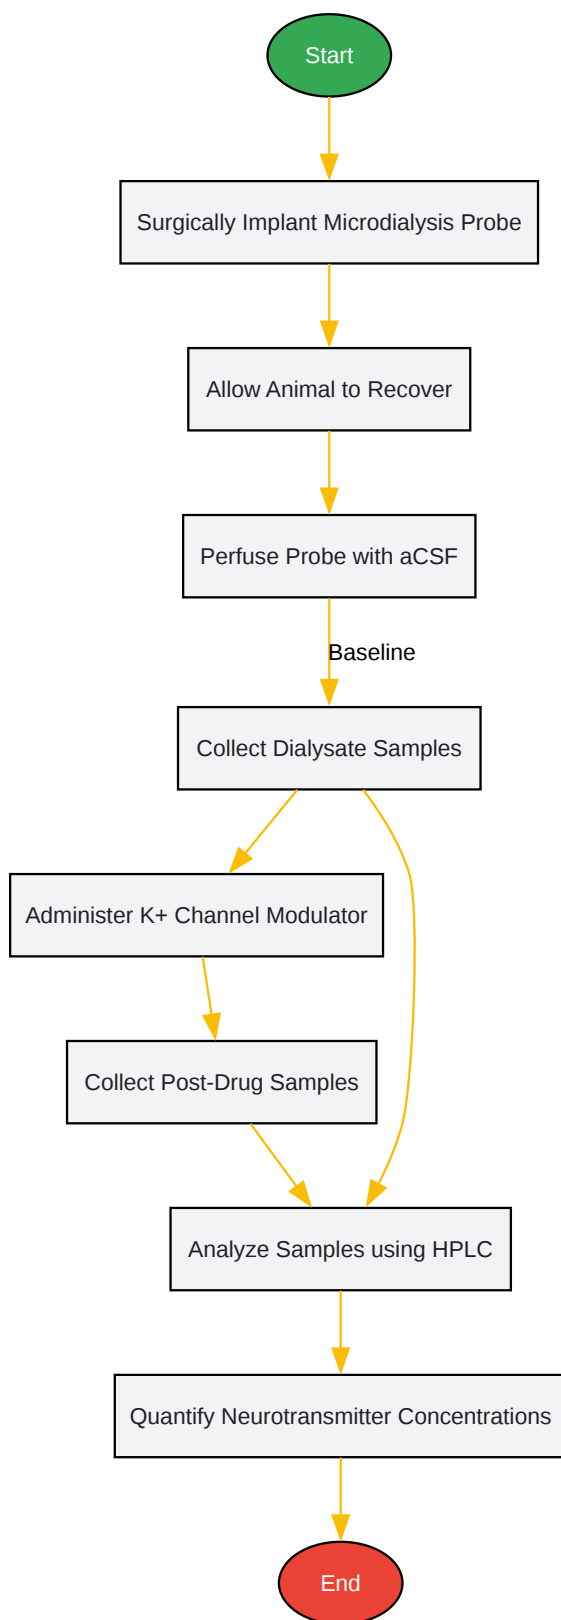 Start
Surgically Implant Microdialysis Probe
Allow Animal to Recover
Perfuse Probe with aCSF
Baseline
Collect Dialysate Samples
Administer K+ Channel Modulator
Collect Post-Drug Samples
Analyze Samples using HPLC
Quantify Neurotransmitter Concentrations
End